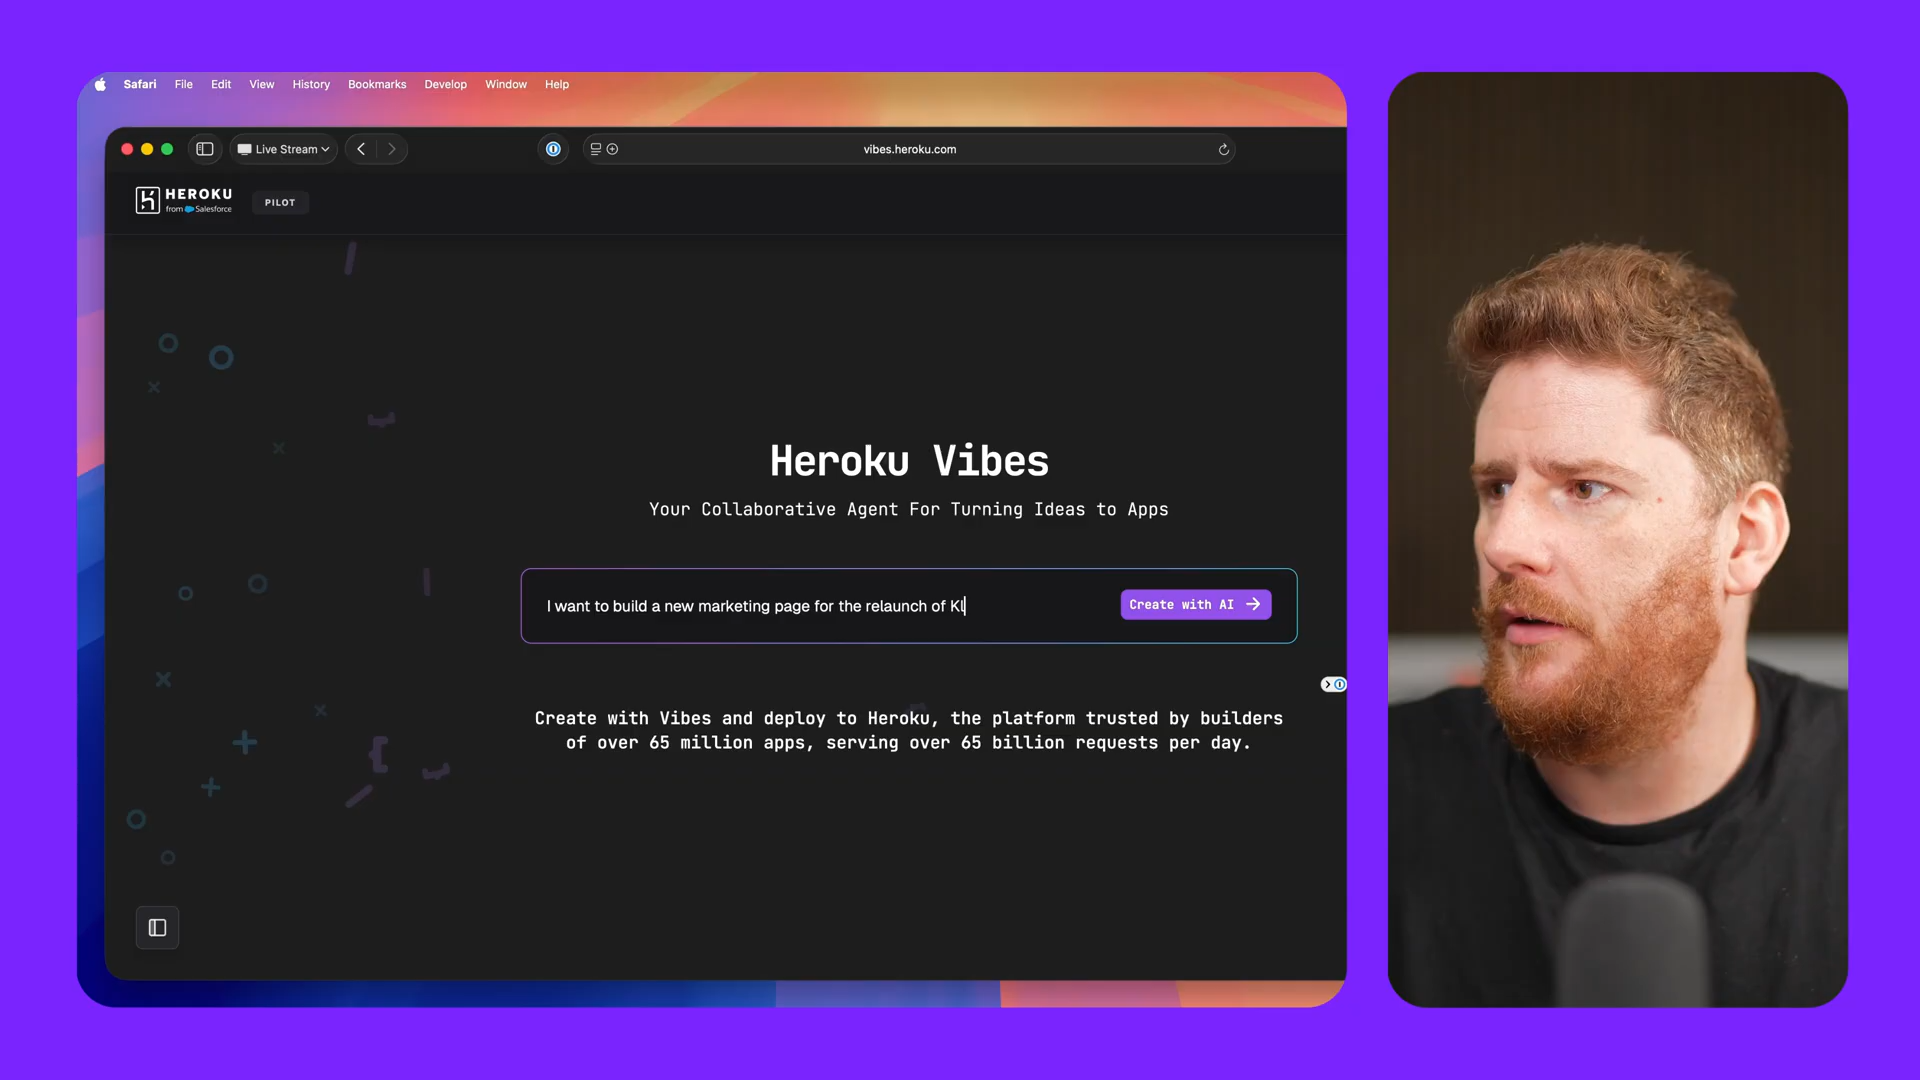 Safari File Edit View History Bookmarks Develop Window Help
Live Stream
vibes.heroku.com
HEROKU
from Salesforce
PILOT
Heroku Vibes
Your Collaborative Agent For Turning Ideas to Apps
I want to build a new marketing page for the relaunch of Kl
Create with AI
Create with Vibes and deploy to Heroku, the platform trusted by builders
of over 65 million apps, serving over 65 billion requests per day.